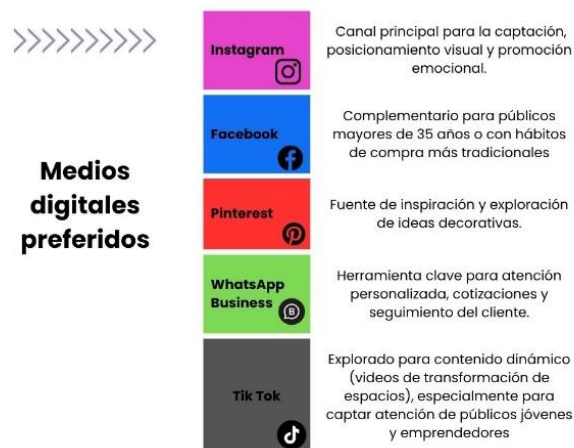 Medios
digitales
preferidos
Instagram
Canal principal para la captación,
posicionamiento visual y promoción
emocional.
Facebook
Complementario para públicos
mayores de 35 años o con hábitos
de compra más tradicionales
Pinterest
Fuente de inspiración y exploración
de ideas decorativas.
WhatsApp
Business
Herramienta clave para atención
personalizada, cotizaciones y
seguimiento del cliente.
Tik Tok
Explorado para contenido dinámico
(videos de transformación de
espacios), especialmente para
captar atención de públicos jóvenes
y emprendedores